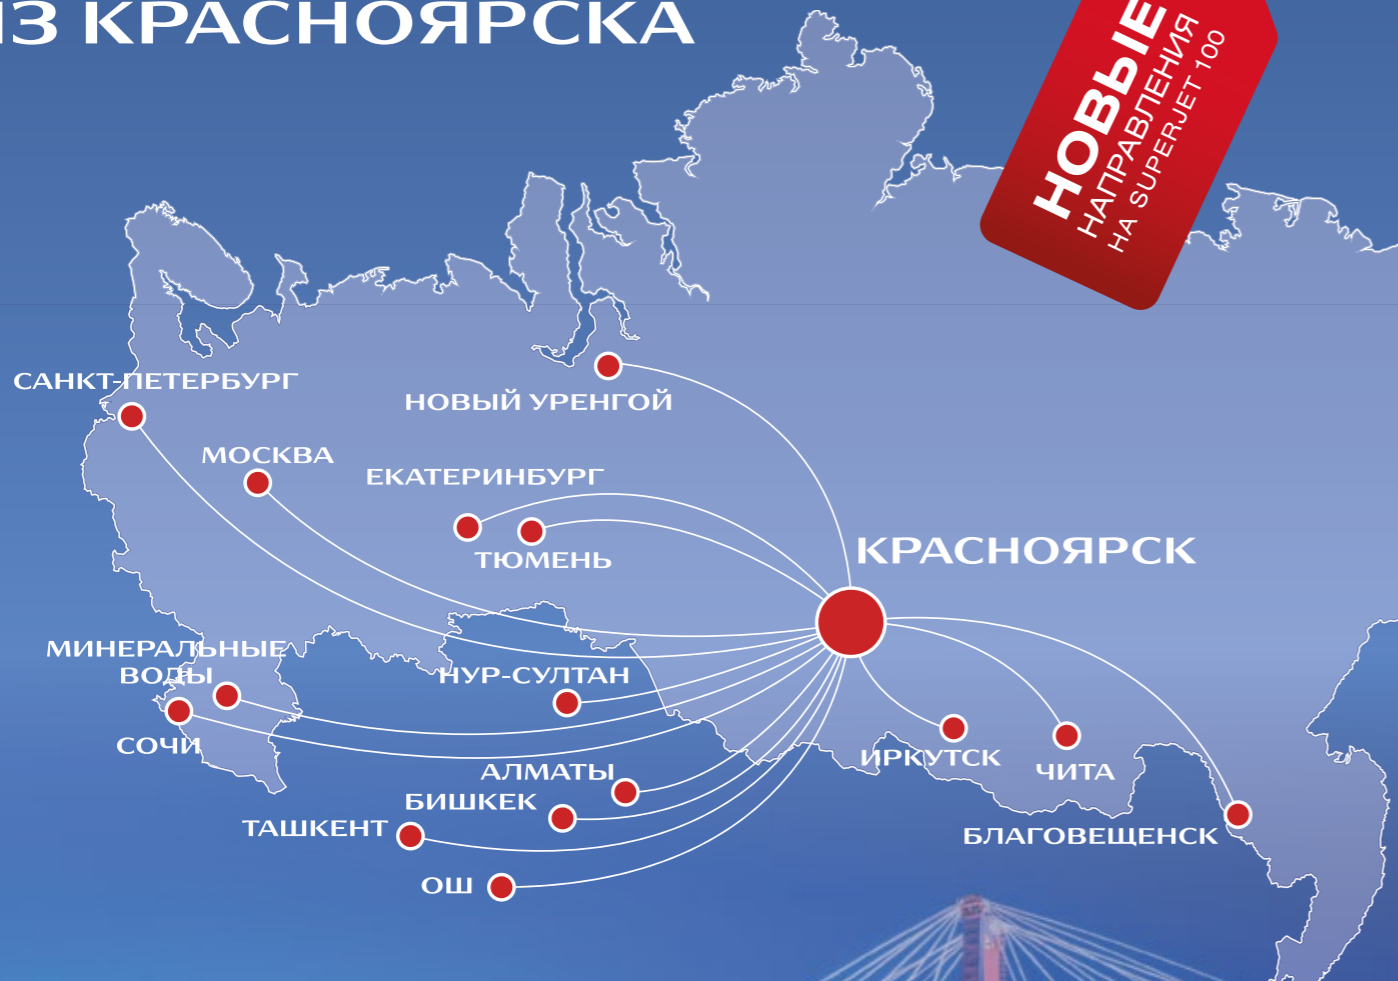 ИЗ КРАСНОЯРСКА
НОВЫЕ
НАПРАВЛЕНИЯ
НА SUPERJET 100
САНКТ-ПЕТЕРБУРГ
НОВЫЙ УРЕНГОЙ
МОСКВА
ЕКАТЕРИНБУРГ
ТЮМЕНЬ
КРАСНОЯРСК
МИНЕРАЛЬНЫЕ
ВОДЫ
НУР-СУЛТАН
СОЧИ
ИРКУТСК
ЧИТА
АЛМАТЫ
БИШКЕК
ТАШКЕНТ
БЛАГОВЕЩЕНСК
ОШ